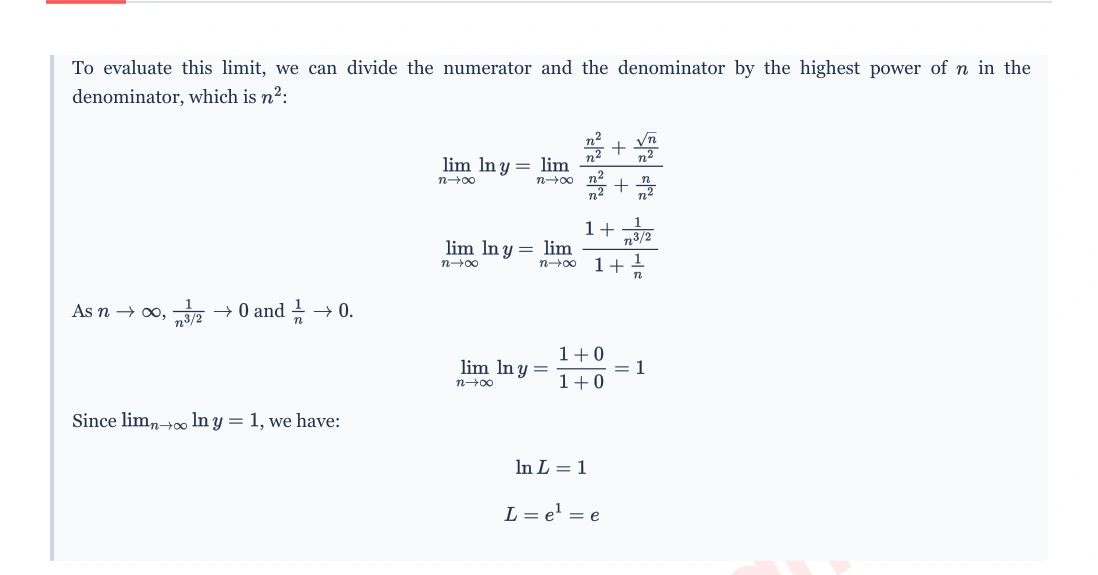 To evaluate this limit, we can divide the numerator and the denominator by the highest power of n in the
denominator, which is n²:
lim n→∞ ln y = lim n→∞ (n²/n² + √n/n²) / (n²/n² + n/n²)
lim n→∞ ln y = lim n→∞ (1 + 1/n^{3/2}) / (1 + 1/n)
As n → ∞, 1/n^{3/2} → 0 and 1/n → 0.
lim n→∞ ln y = (1 + 0)/(1 + 0) = 1
Since lim n→∞ ln y = 1, we have:
ln L = 1
L = e¹ = e